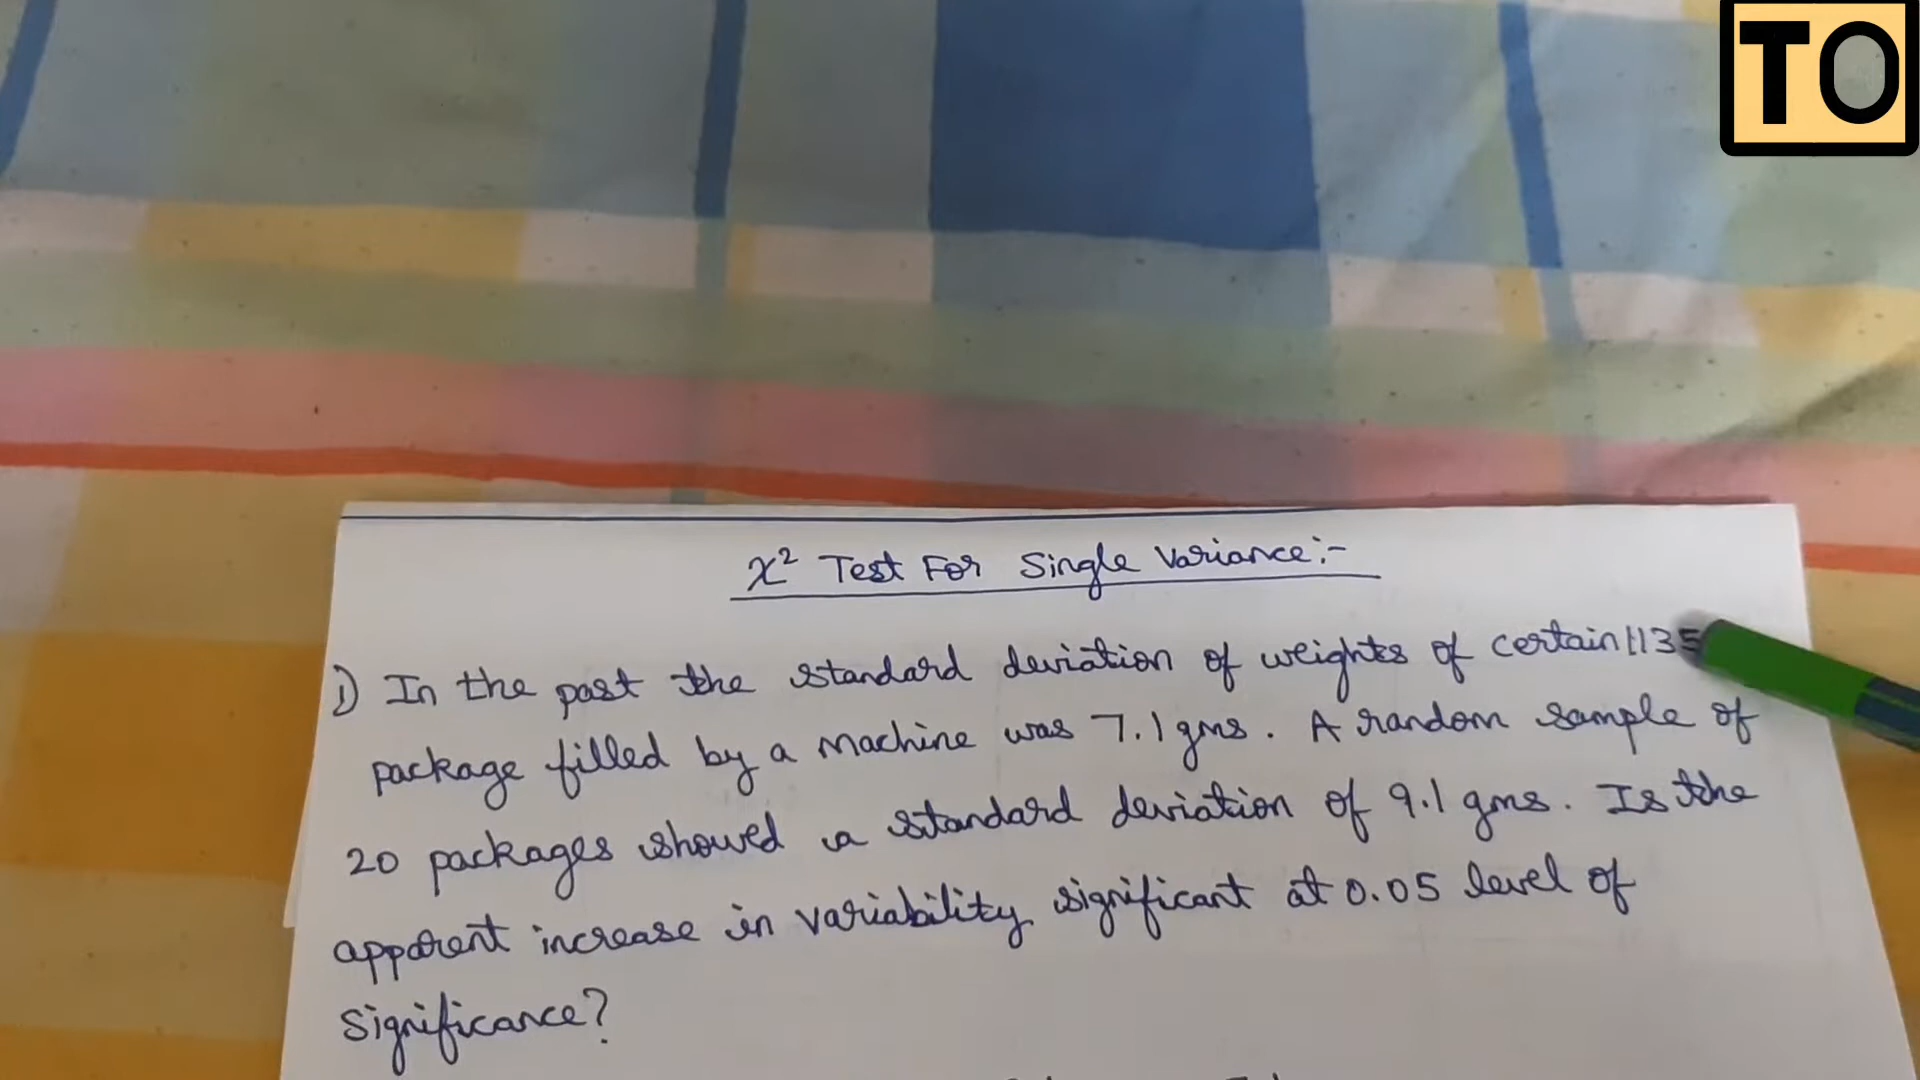 TO
χ² Test For Single Variance:-
1) In the past the standard deviation of weights of certain 1135
package filled by a machine was 7.1 gms. A random sample of
20 packages showed a standard deviation of 9.1 gms. Is the
apparent increase in variability significant at 0.05 level of
significance?